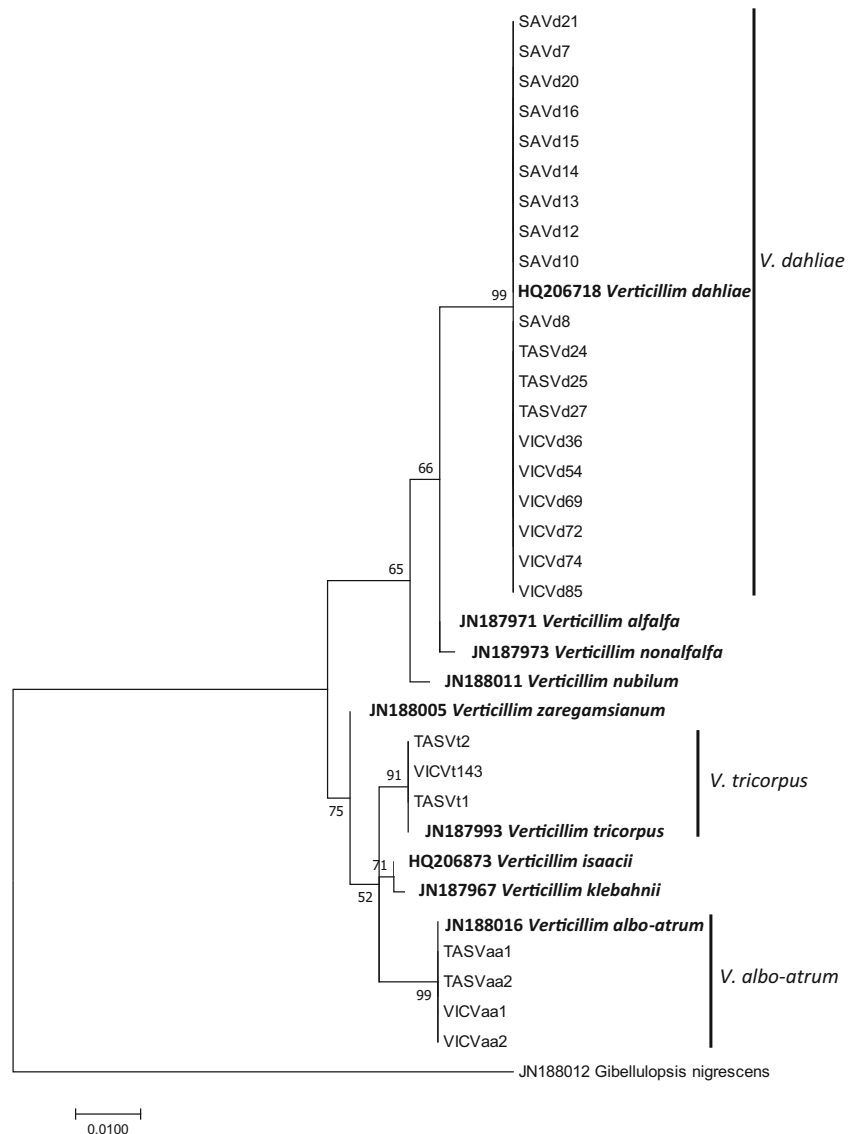 SAVd21
SAVd7
SAVd20
SAVd16
SAVd15
SAVd14
SAVd13
SAVd12
SAVd10
V. dahliae
HQ206718 Verticillim dahliae
99
SAVd8
TASVd24
TASVd25
TASVd27
VICVd36
66
VICVd54
VICVd69
VICVd72
65
VICVd74
VICVd85
JN187971 Verticillim alfalfa
JN187973 Verticillim nonalfalfa
JN188011 Verticillim nubilum
JN188005 Verticillim zaregamsianum
TASVt2
91
VICVt143
V. tricorpus
TASVt1
75
JN187993 Verticillim tricorpus
71
HQ206873 Verticillim isaacii
52
JN187967 Verticillim klebahnii
JN188016 Verticillim albo-atrum
TASVaa1
TASVaa2
V. albo-atrum
99
VICVaa1
VICVaa2
JN188012 Gibellulopsis nigrescens
0.0100